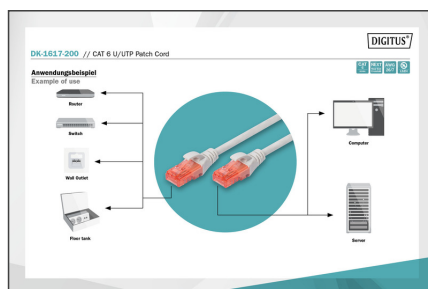 DIGITUS®
DK-1617-200 // CAT 6 U/UTP Patch Cord
Anwendungsbeispiel
Example of use
Router
Switch
Wall Outlet
Floor tank
Computer
Server